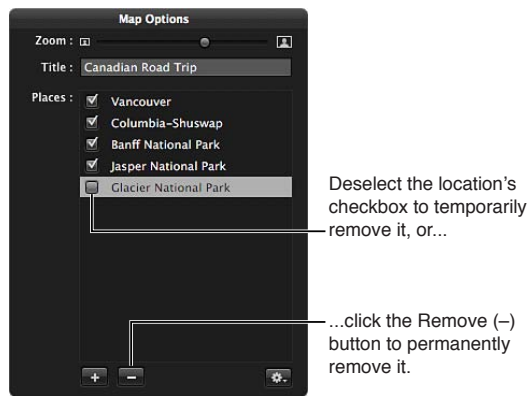 Map Options
Zoom :
Title : Canadian Road Trip
Places :
Vancouver
Columbia-Shuswap
Banff National Park
Jasper National Park
Glacier National Park
Deselect the location's
checkbox to temporarily
remove it, or...
...click the Remove (–)
button to permanently
remove it.